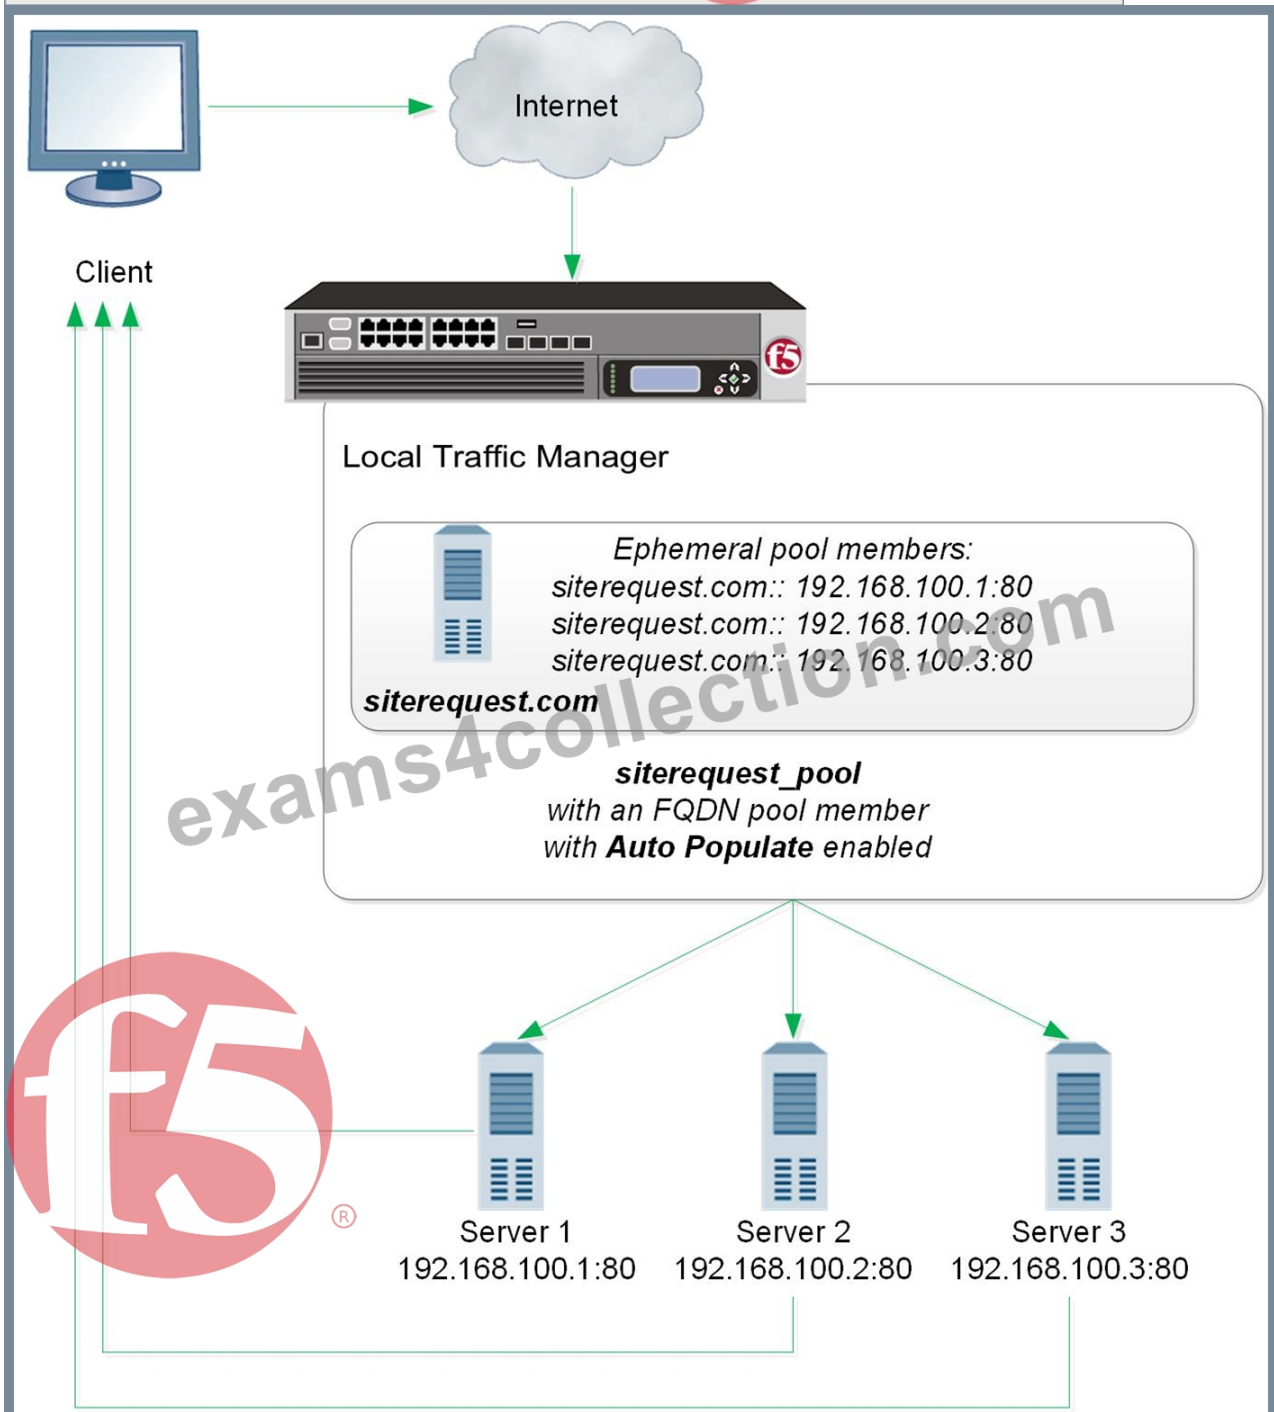 Internet
Client
f5
Local Traffic Manager
Ephemeral pool members:
siterequest.com:: 192.168.100.1:80
siterequest.com:: 192.168.100.2:80
siterequest.com:: 192.168.100.3:80
siterequest.com
exams4collection.com
siterequest_pool
with an FQDN pool member
with Auto Populate enabled
f5®
Server 1
192.168.100.1:80
Server 2
192.168.100.2:80
Server 3
192.168.100.3:80